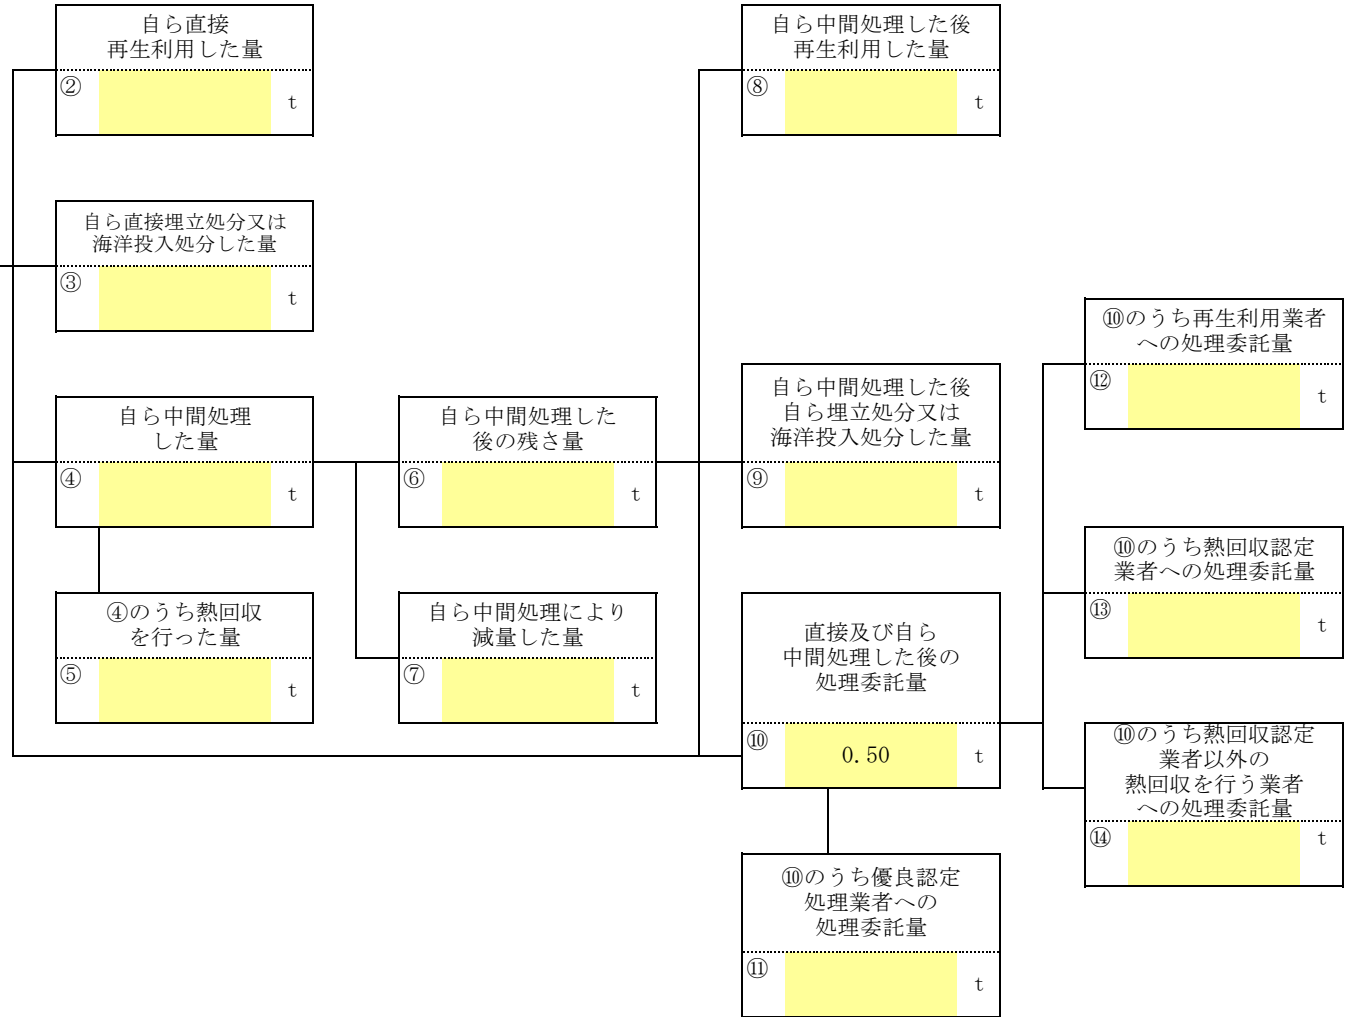 自ら直接
再生利用した量
② t
自ら中間処理した後
再生利用した量
⑧ t
自ら直接埋立処分又は
海洋投入処分した量
③ t
⑩のうち再生利用業者
への処理委託量
⑫ t
自ら中間処理
した量
④ t
自ら中間処理した
後の残さ量
⑥ t
自ら中間処理した後
自ら埋立処分又は
海洋投入処分した量
⑨ t
⑩のうち熱回収認定
業者への処理委託量
⑬ t
④のうち熱回収
を行った量
⑤ t
自ら中間処理により
減量した量
⑦ t
直接及び自ら
中間処理した後の
処理委託量
⑩ 0.50 t
⑩のうち熱回収認定
業者以外の
熱回収を行う業者
への処理委託量
⑭ t
⑩のうち優良認定
処理業者への
処理委託量
⑪ t